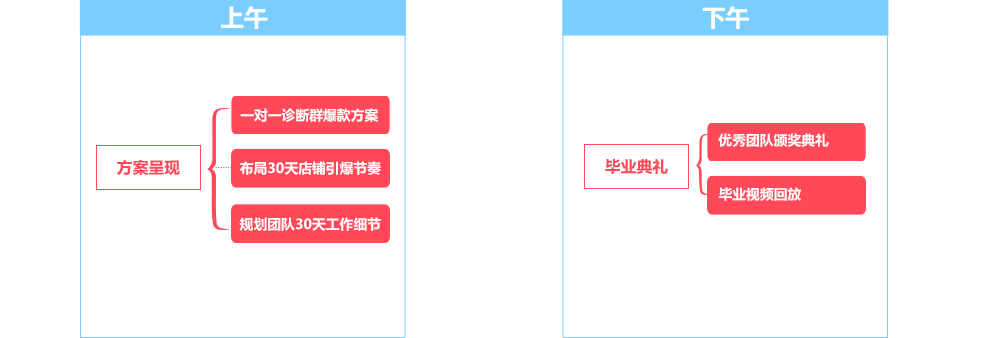 上午
方案呈现
一对一诊断群爆款方案
布局30天店铺引爆节奏
规划团队30天工作细节
下午
毕业典礼
优秀团队颁奖典礼
毕业视频回放